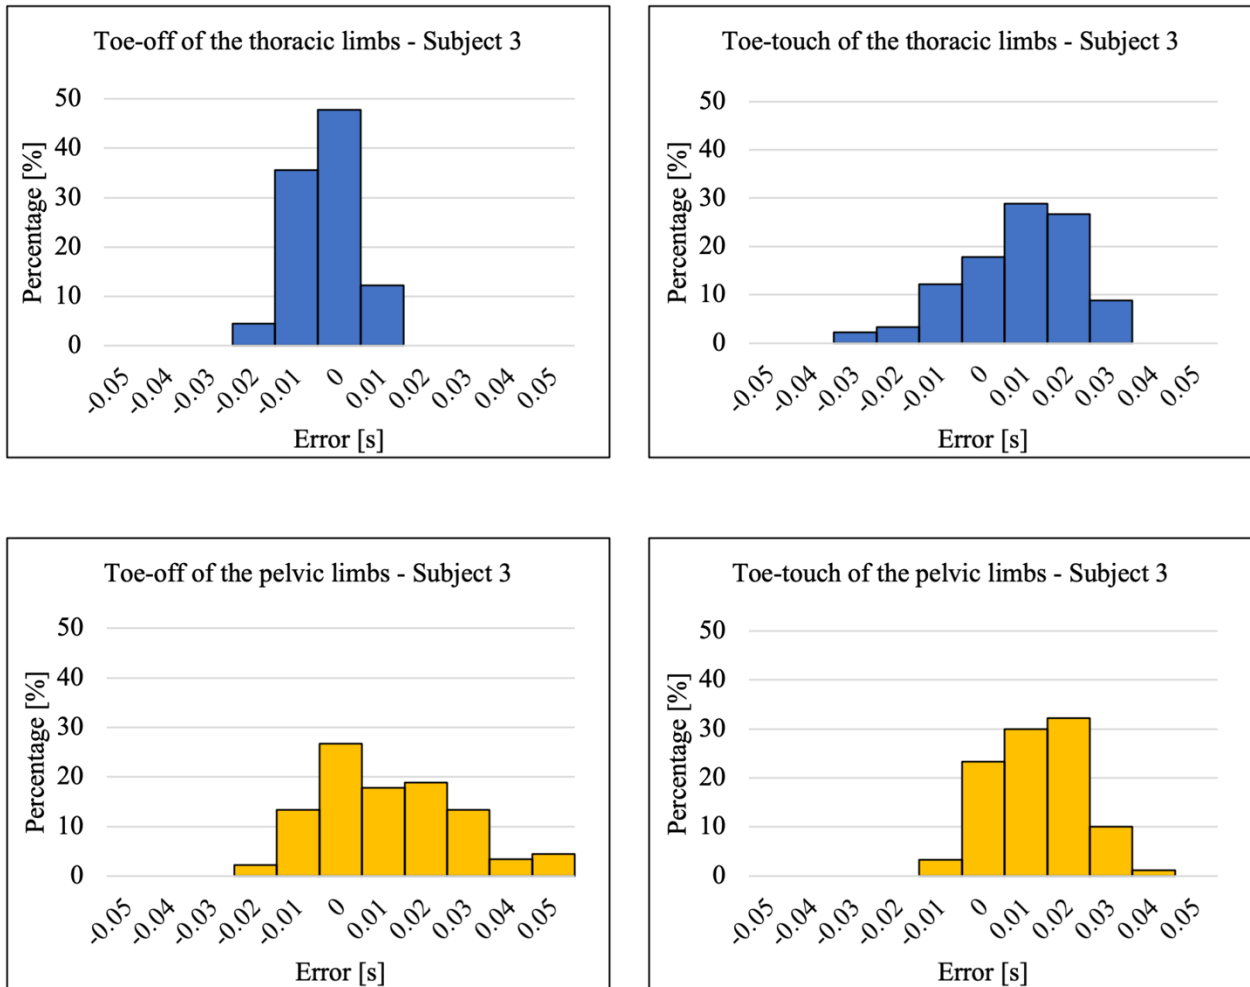 Toe-off of the thoracic limbs - Subject 3
Percentage [%]
50
40
30
20
10
0
-0.05 -0.04 -0.03 -0.02 -0.01 0 0.01 0.02 0.03 0.04 0.05
Error [s]
Toe-touch of the thoracic limbs - Subject 3
Percentage [%]
50
40
30
20
10
0
-0.05 -0.04 -0.03 -0.02 -0.01 0 0.01 0.02 0.03 0.04 0.05
Error [s]
Toe-off of the pelvic limbs - Subject 3
Percentage [%]
50
40
30
20
10
0
-0.05 -0.04 -0.03 -0.02 -0.01 0 0.01 0.02 0.03 0.04 0.05
Error [s]
Toe-touch of the pelvic limbs - Subject 3
Percentage [%]
50
40
30
20
10
0
-0.05 -0.04 -0.03 -0.02 -0.01 0 0.01 0.02 0.03 0.04 0.05
Error [s]